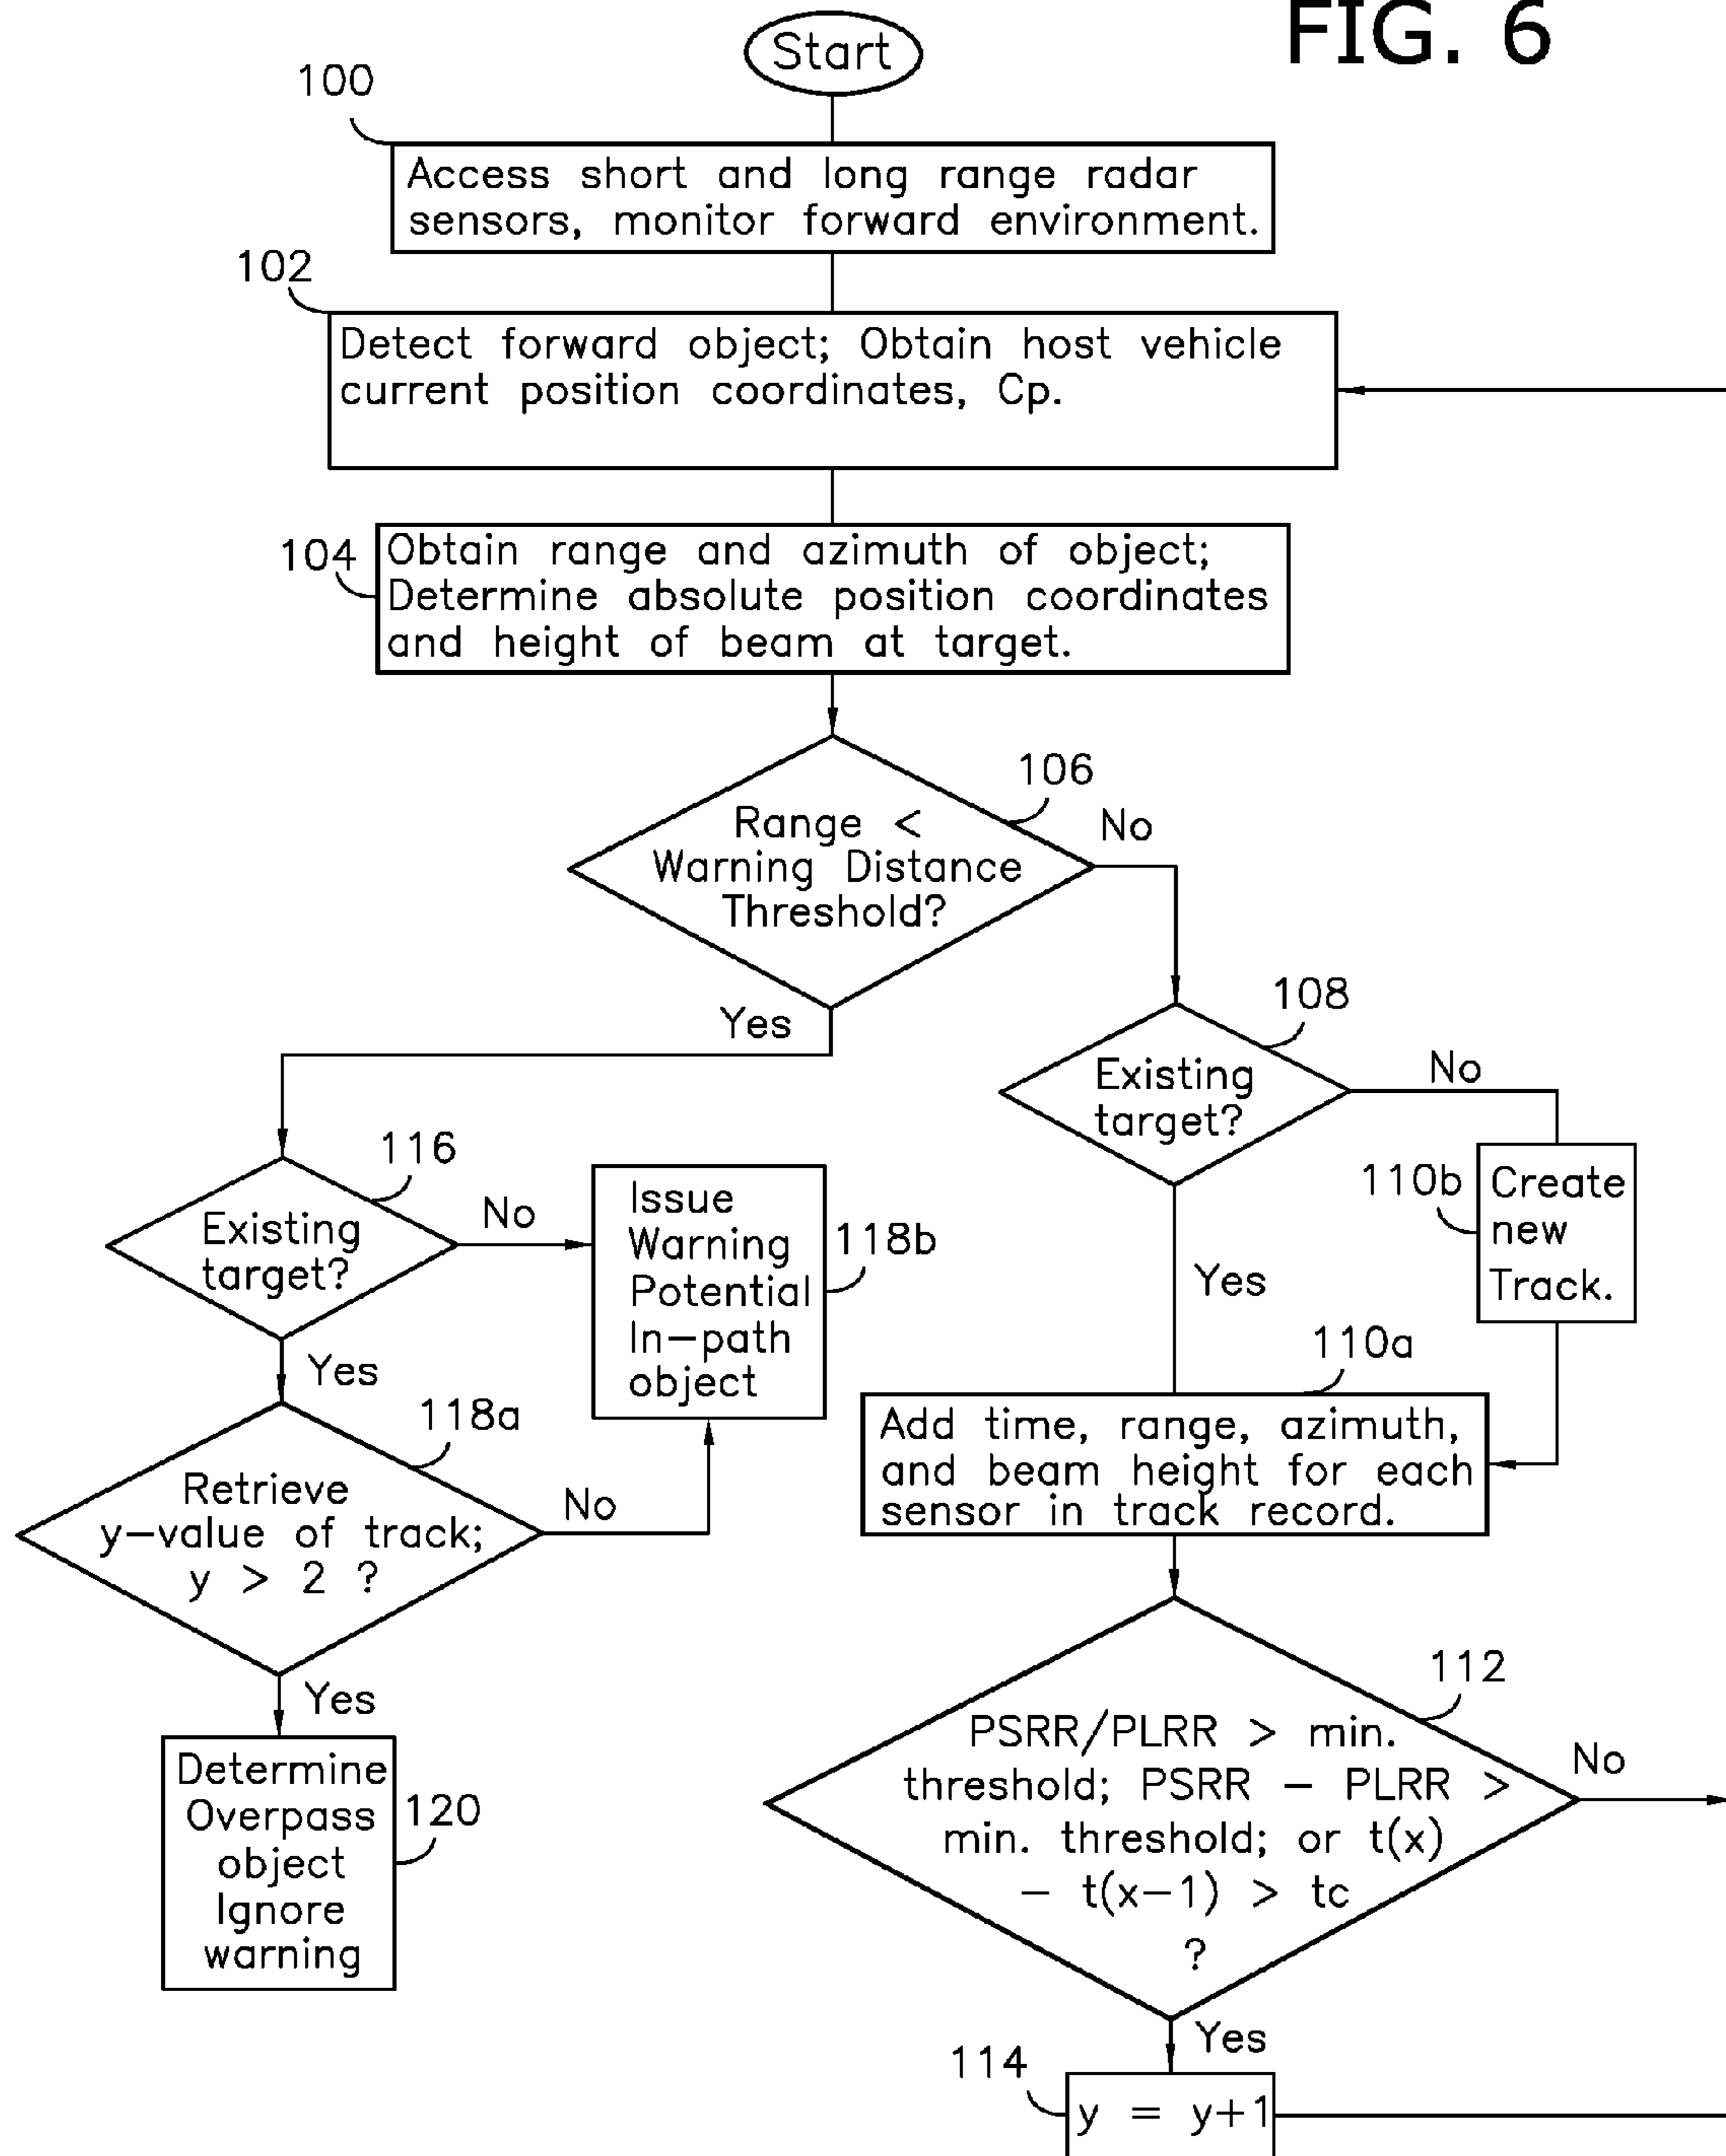 FIG. 6
Start
100
Access short and long range radar
sensors, monitor forward environment.
102
Detect forward object; Obtain host vehicle
current position coordinates, Cp.
104
Obtain range and azimuth of object;
Determine absolute position coordinates
and height of beam at target.
106
Range <
Warning Distance
Threshold?
No
Yes
108
Existing
target?
No
110b
Create
new
Track.
Yes
116
Existing
target?
No
Issue
Warning
Potential
In-path
object
118b
Yes
118a
Retrieve
y-value of track;
y > 2 ?
No
Yes
Determine
Overpass
object
Ignore
warning
120
110a
Add time, range, azimuth,
and beam height for each
sensor in track record.
112
PSRR/PLRR > min.
threshold; PSRR - PLRR >
min. threshold; or t(x)
- t(x-1) > tc
?
No
Yes
114
y = y+1